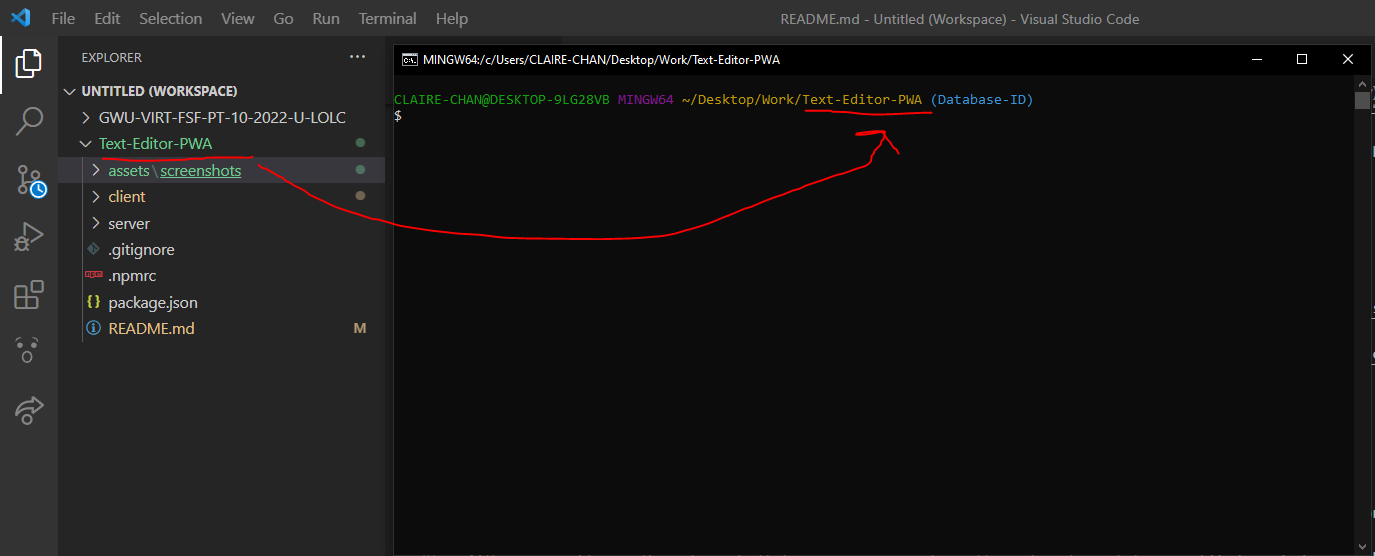 File Edit Selection View Go Run Terminal Help
README.md - Untitled (Workspace) - Visual Studio Code
EXPLORER
UNTITLED (WORKSPACE)
GWU-VIRT-FSF-PT-10-2022-U-LOLC
Text-Editor-PWA
assets\screenshots
client
server
.gitignore
.npmrc
package.json
README.md M
MINGW64:/c/Users/CLAIRE-CHAN/Desktop/Work/Text-Editor-PWA
CLAIRE-CHAN@DESKTOP-9LG28VB MINGW64 ~/Desktop/Work/Text-Editor-PWA (Database-ID)
$